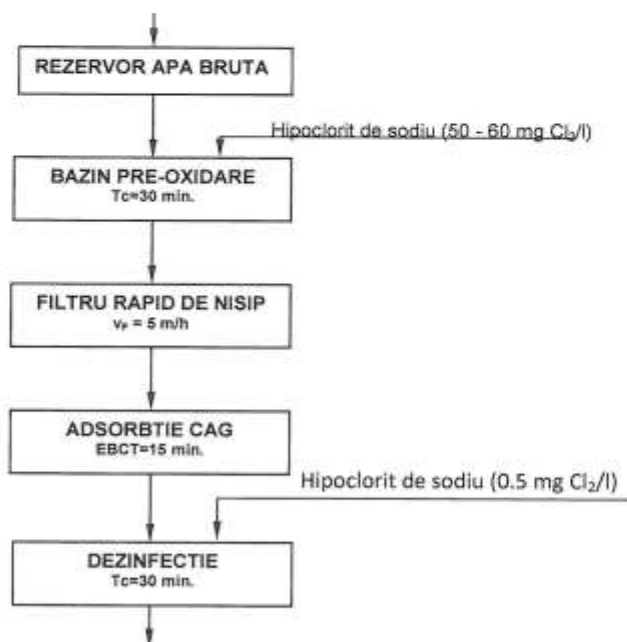 REZERVOR APA BRUTA
Hipoclorit de sodiu (50 - 60 mg Cl₂/l)
BAZIN PRE-OXIDARE
Tc=30 min.
FILTRU RAPID DE NISIP
v_F = 5 m/h
ADSORBTIE CAG
EBCT=15 min.
Hipoclorit de sodiu (0.5 mg Cl₂/l)
DEZINFECTIE
Tc=30 min.